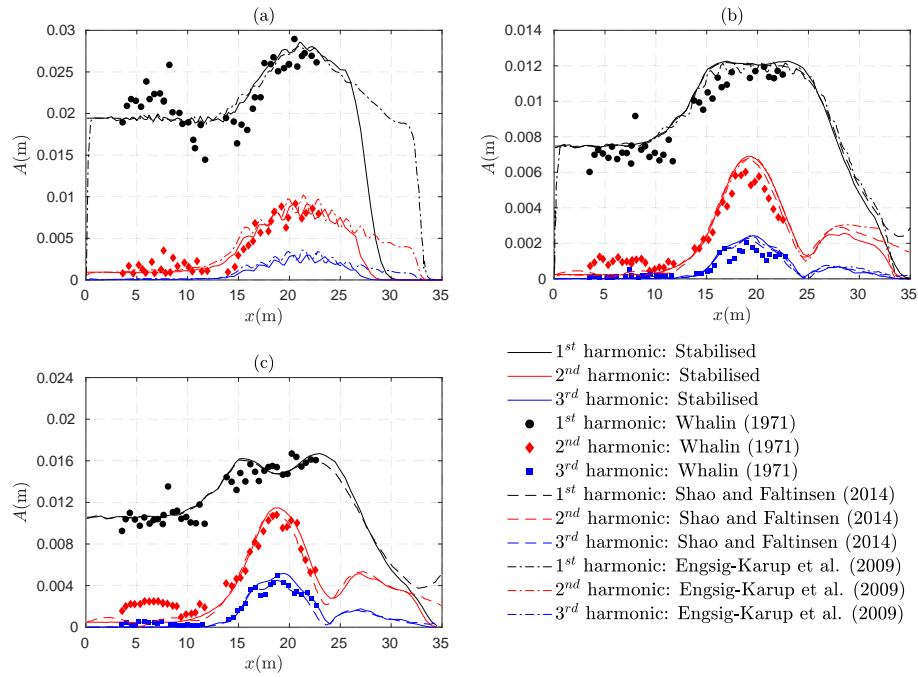 (a)
0.03
0.025
0.02
0.015
0.01
0.005
0
A(m)
0 5 10 15 20 25 30 35
x(m)
(b)
0.014
0.012
0.010
0.008
0.006
0.004
0.002
0
A(m)
0 5 10 15 20 25 30 35
x(m)
(c)
0.024
0.02
0.016
0.012
0.008
0.004
0
A(m)
0 5 10 15 20 25 30 35
x(m)
1st harmonic: Stabilised
2nd harmonic: Stabilised
3rd harmonic: Stabilised
1st harmonic: Whalin (1971)
2nd harmonic: Whalin (1971)
3rd harmonic: Whalin (1971)
1st harmonic: Shao and Faltinsen (2014)
2nd harmonic: Shao and Faltinsen (2014)
3rd harmonic: Shao and Faltinsen (2014)
1st harmonic: Engsig-Karup et al. (2009)
2nd harmonic: Engsig-Karup et al. (2009)
3rd harmonic: Engsig-Karup et al. (2009)